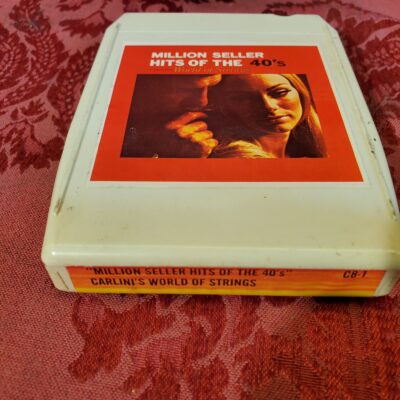 MILLION SELLER
HITS OF THE 40's
World of Strings
"MILLION SELLER HITS OF THE 40's"
CARLINI'S WORLD OF STRINGS
C8-1